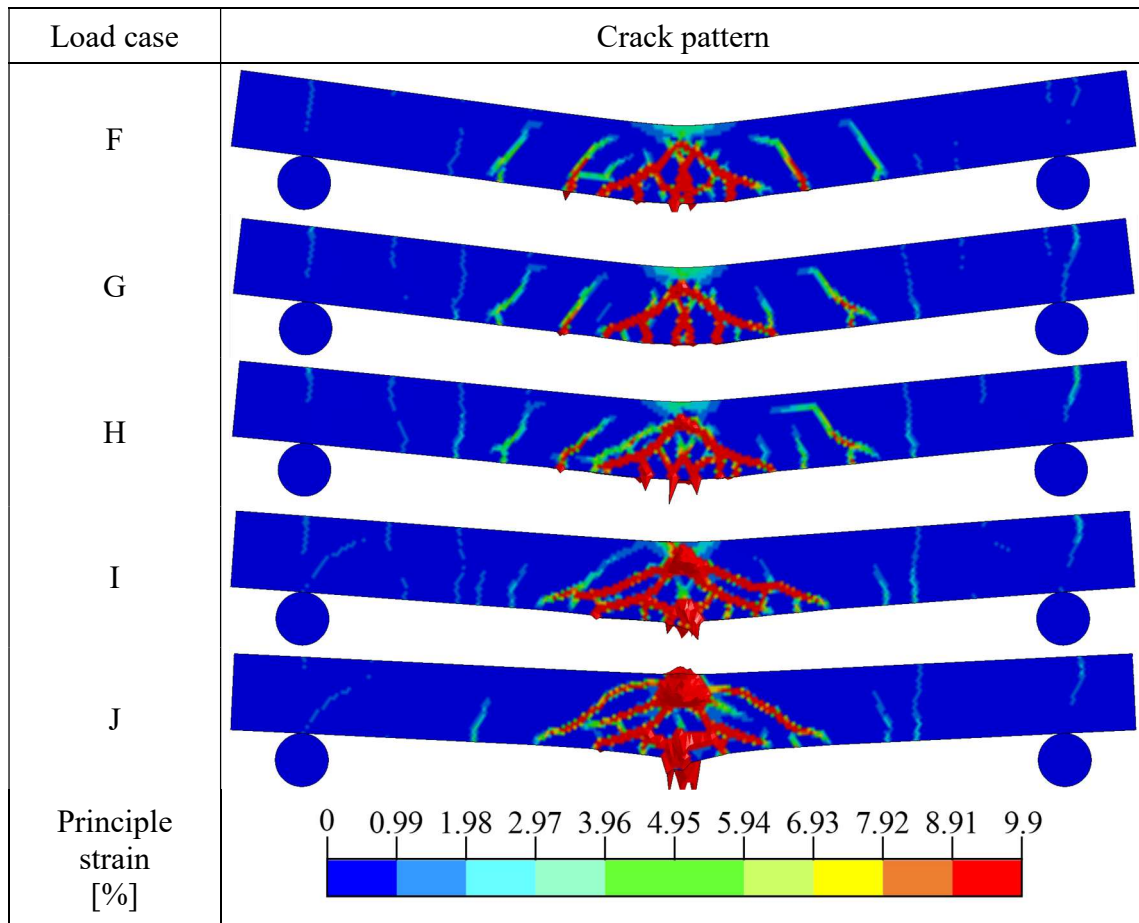 Load case Crack pattern
F
G
H
I
J
Principle
strain
[%]
0 0.99 1.98 2.97 3.96 4.95 5.94 6.93 7.92 8.91 9.9